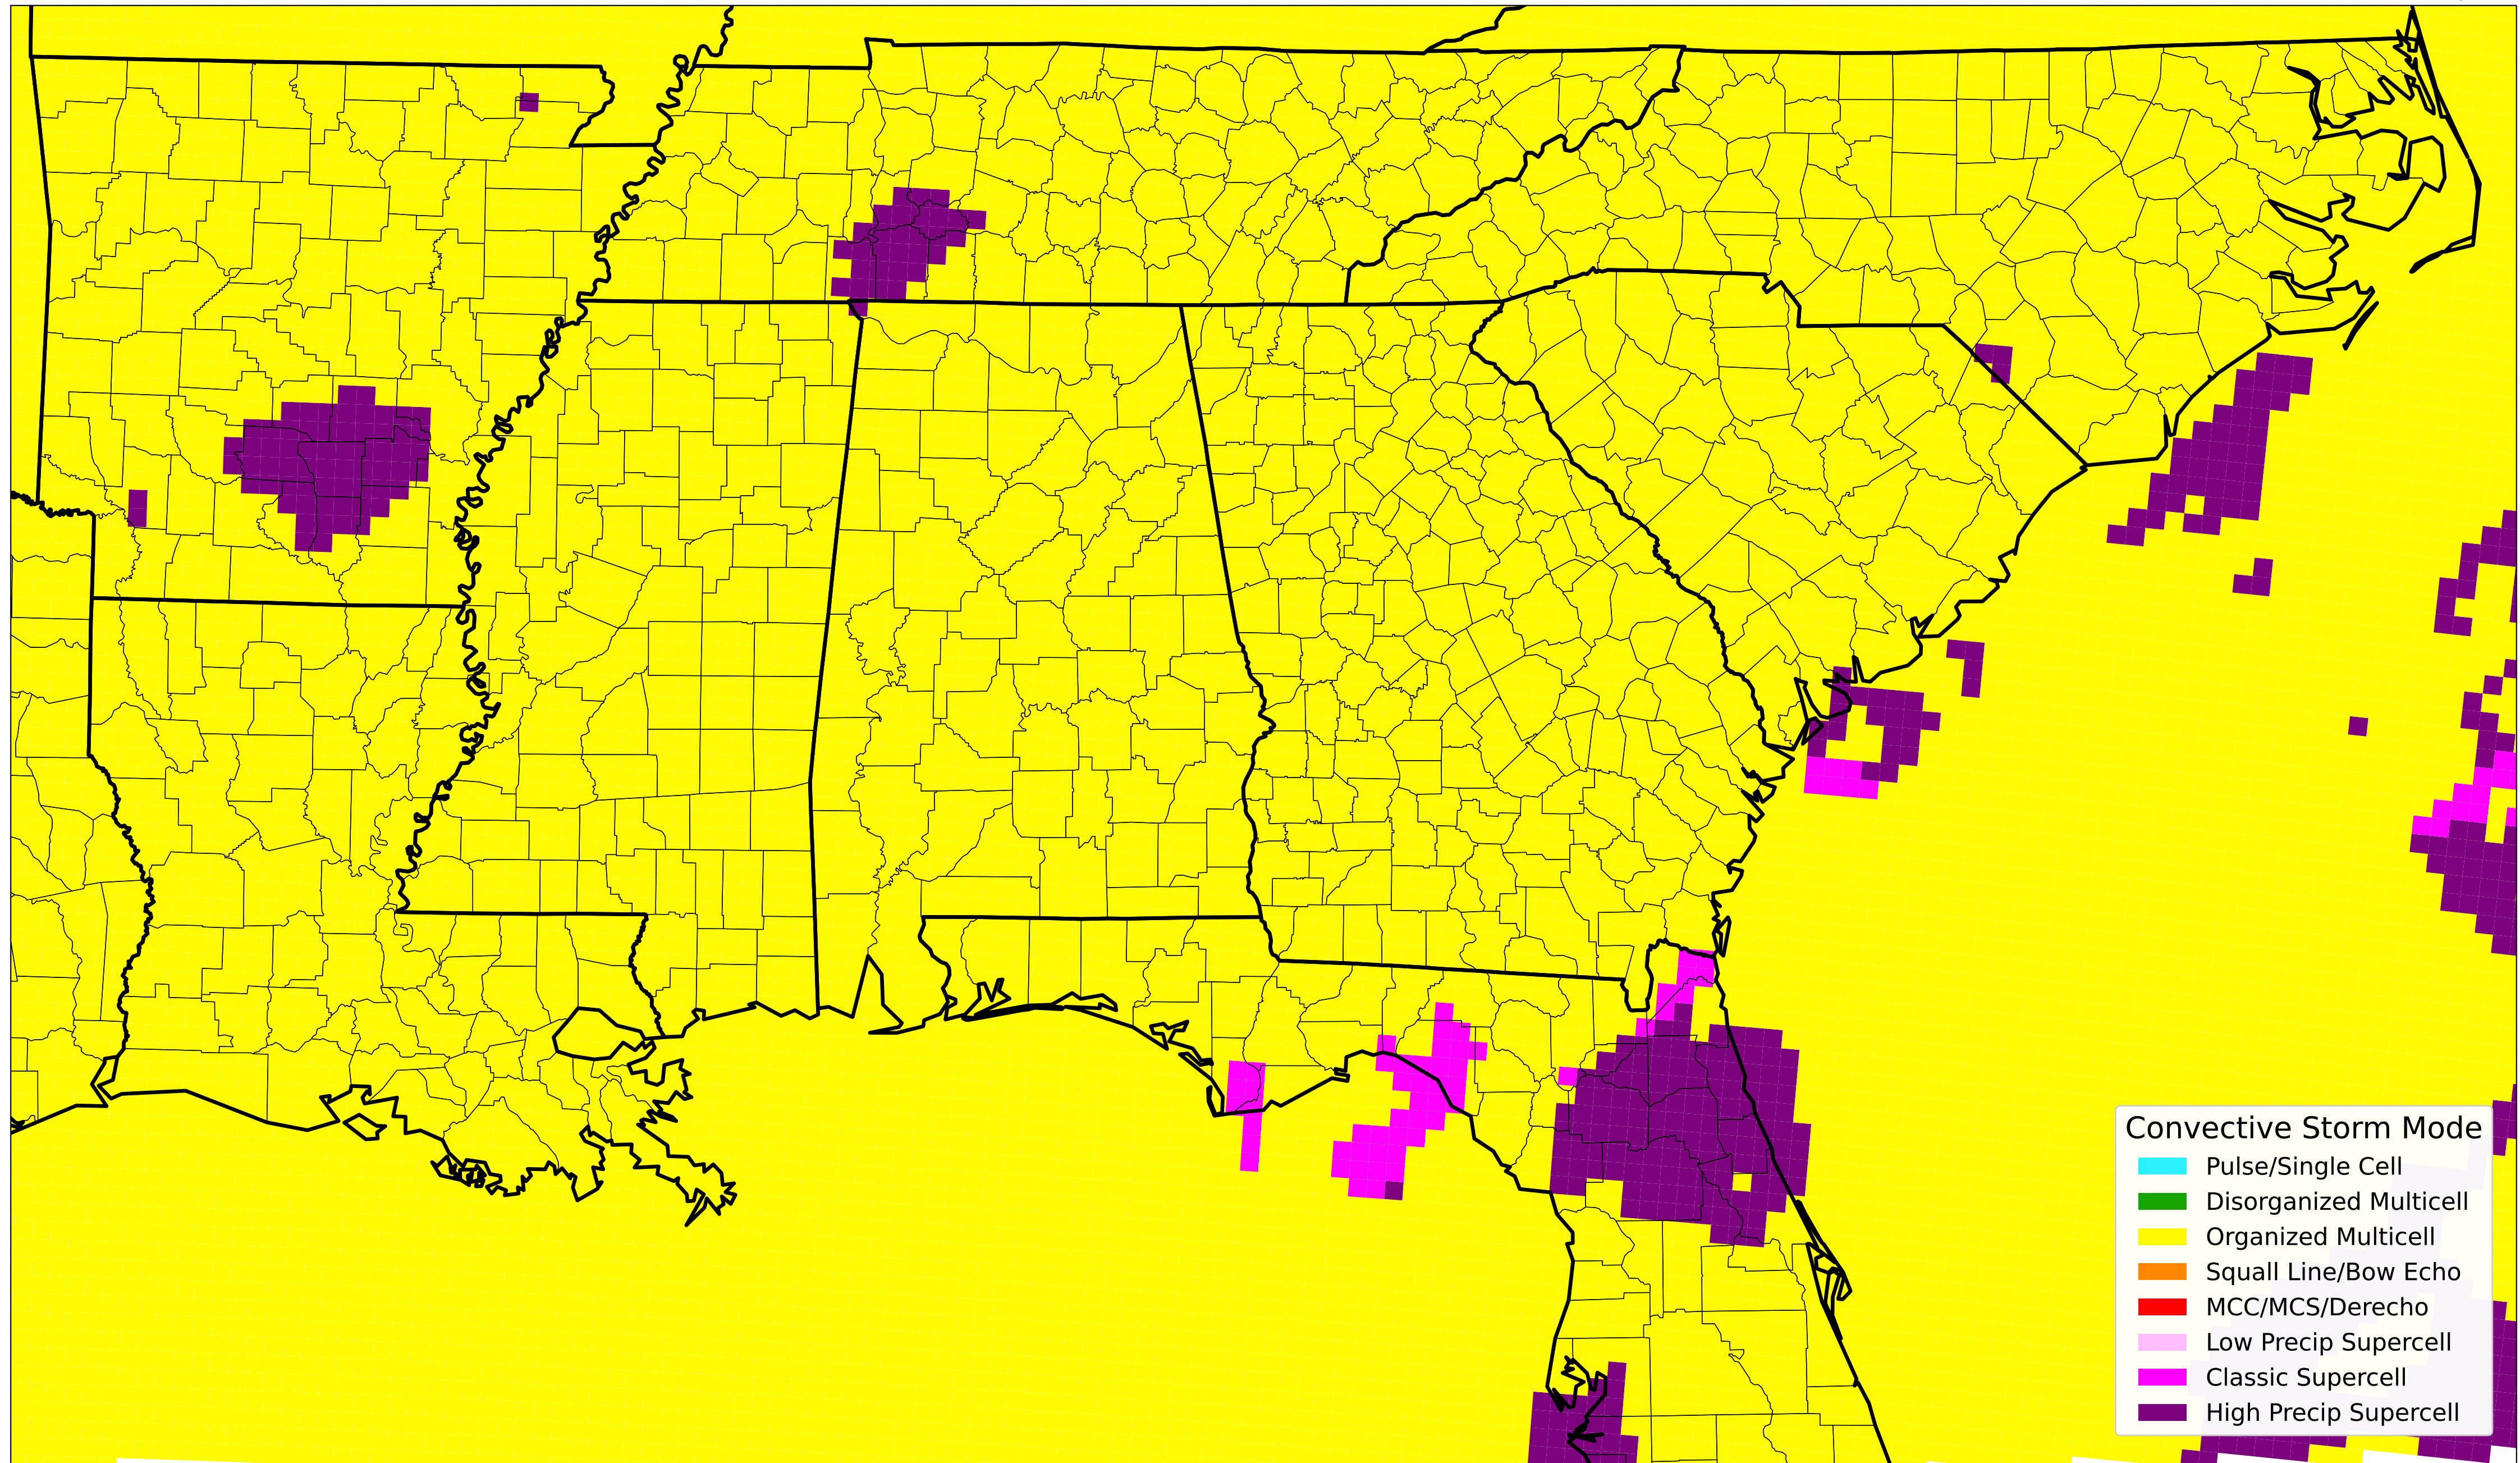 Convective Storm Mode
Pulse/Single Cell
Disorganized Multicell
Organized Multicell
Squall Line/Bow Echo
MCC/MCS/Derecho
Low Precip Supercell
Classic Supercell
High Precip Supercell